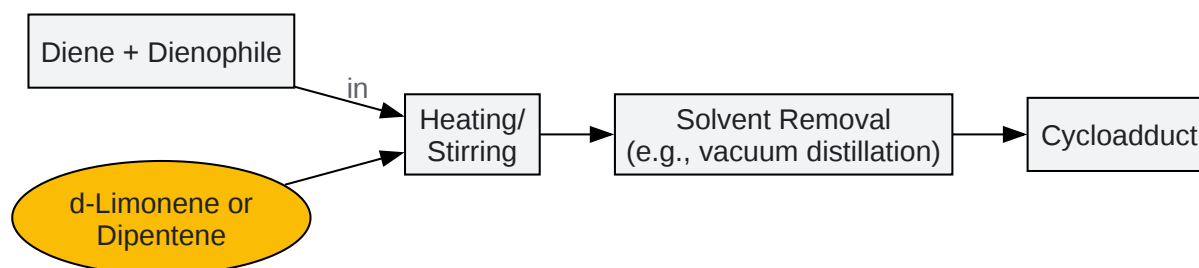 Diene + Dienophile
in
d-Limonene or
Dipentene
Heating/
Stirring
Solvent Removal
(e.g., vacuum distillation)
Cycloadduct